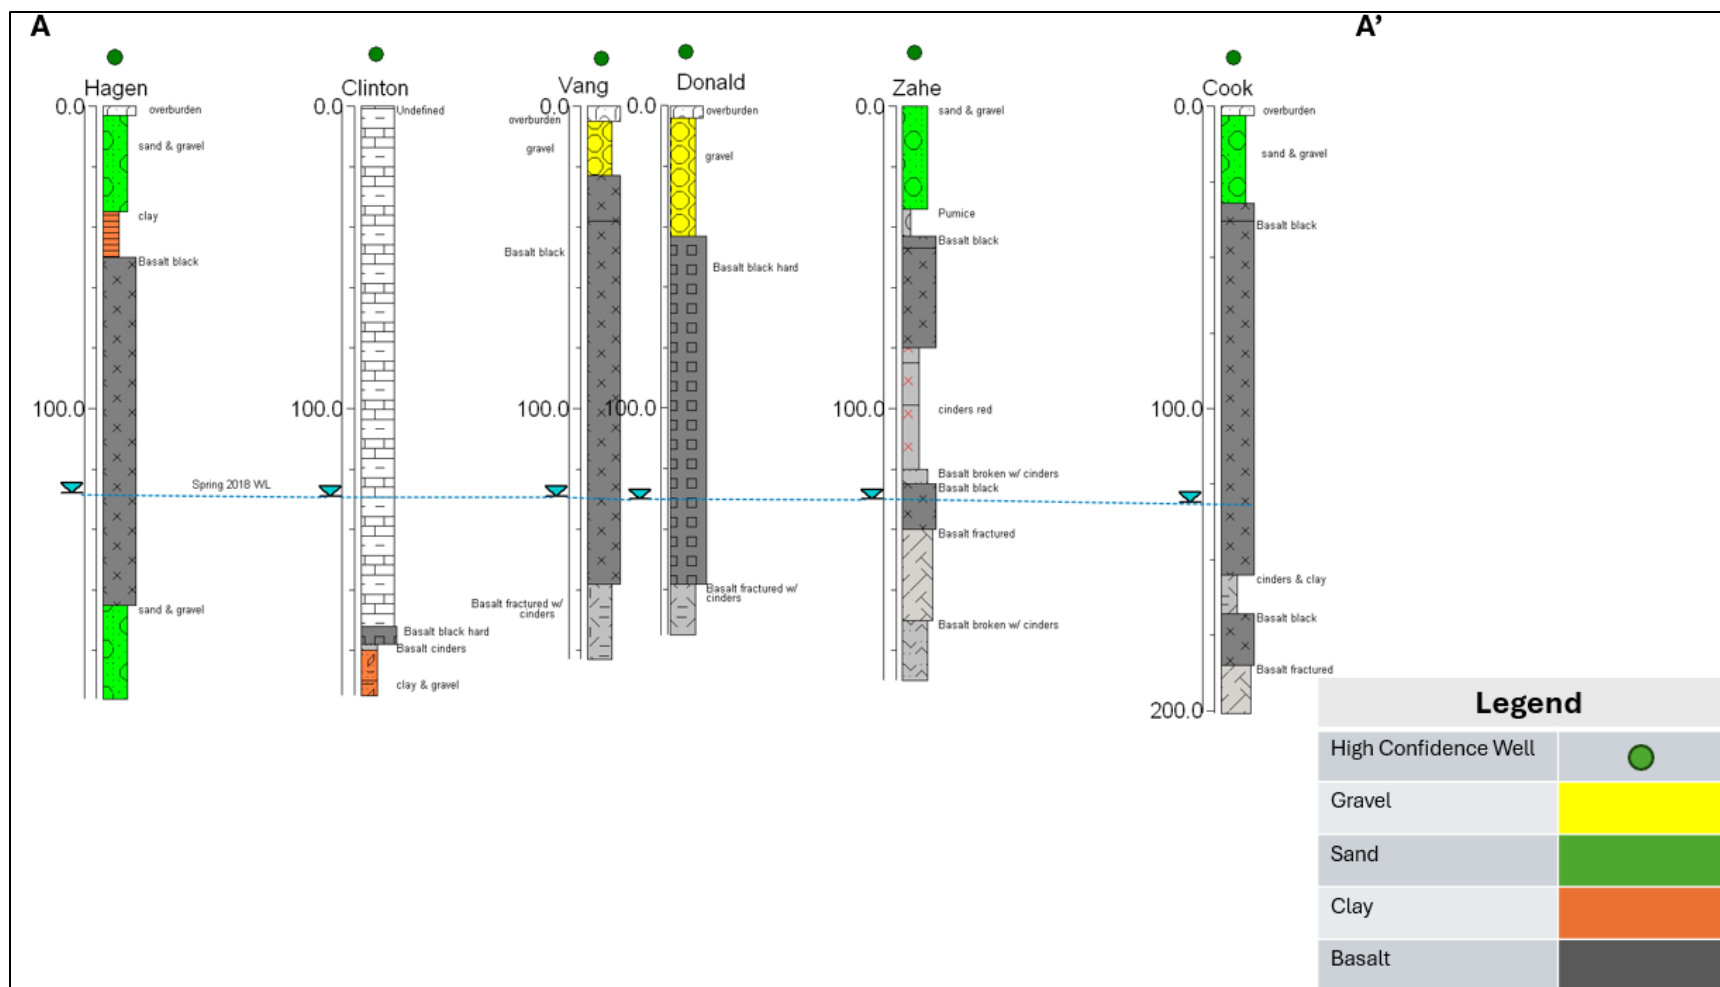 A
A'
Hagen
Clinton
Vang
Donald
Zahe
Cook
0.0
overburden
sand & gravel
clay
Basalt black
100.0
Spring 2018 WL
sand & gravel
0.0
Undefined
100.0
Basalt black hard
Basalt cinders
clay & gravel
0.0
overburden
gravel
Basalt black
100.0
Basalt fractured w/
cinders
0.0
overburden
gravel
Basalt black hard
100.0
Basalt fractured w/
cinders
0.0
sand & gravel
Pumice
Basalt black
100.0
cinders red
Basalt broken w/ cinders
Basalt black
Basalt fractured
Basalt broken w/ cinders
0.0
overburden
sand & gravel
Basalt black
100.0
cinders & clay
Basalt black
Basalt fractured
200.0
Legend
High Confidence Well
Gravel
Sand
Clay
Basalt